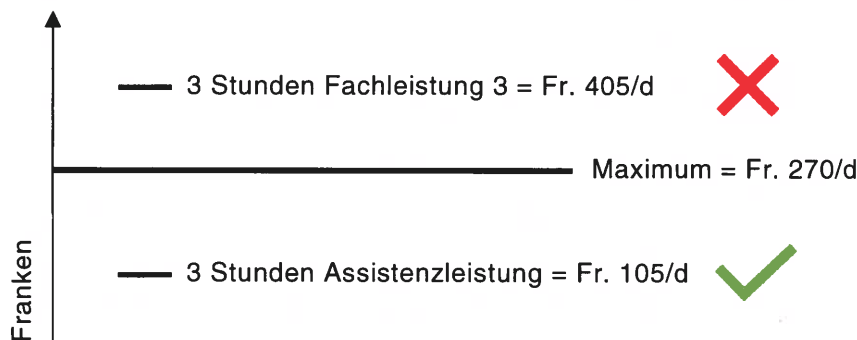 3 Stunden Fachleistung 3 = Fr. 405/d
Maximum = Fr. 270/d
3 Stunden Assistenzleistung = Fr. 105/d
Franken